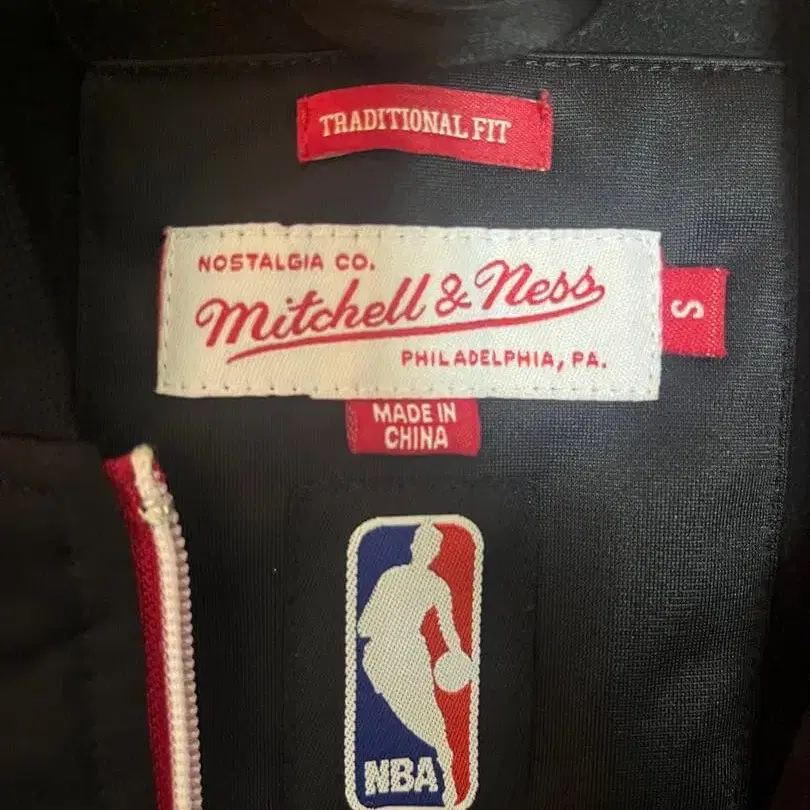 TRADITIONAL FIT
NOSTALGIA CO.
Mitchell & Ness
PHILADELPHIA, PA.
S
MADE IN
CHINA
NBA